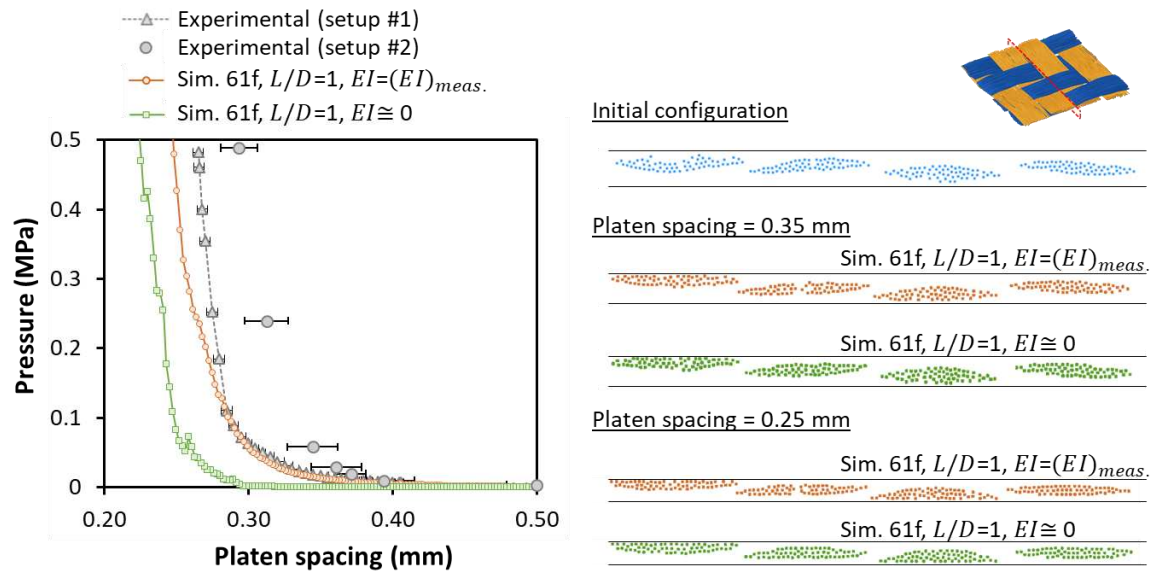 Experimental (setup #1)
Experimental (setup #2)
Sim. 61f, L/D=1, EI=(EI)meas.
Sim. 61f, L/D=1, EI≅ 0
0.5
0.4
0.3
0.2
0.1
0
Pressure (MPa)
0.20
0.30
0.40
0.50
Platen spacing (mm)
Initial configuration
Platen spacing = 0.35 mm
Sim. 61f, L/D=1, EI=(EI)meas.
Sim. 61f, L/D=1, EI≅ 0
Platen spacing = 0.25 mm
Sim. 61f, L/D=1, EI=(EI)meas.
Sim. 61f, L/D=1, EI≅ 0